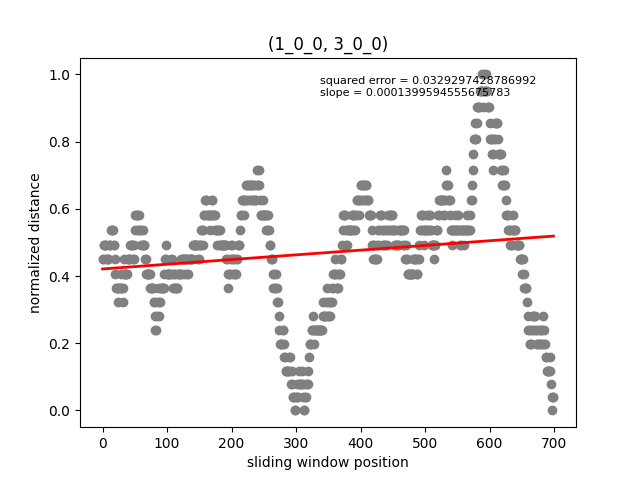 (1_0_0, 3_0_0)
squared error = 0.0329297428786992
slope = 0.0001399594555675783
1.0
0.8
0.6
0.4
0.2
0.0
normalized distance
0 100 200 300 400 500 600 700
sliding window position